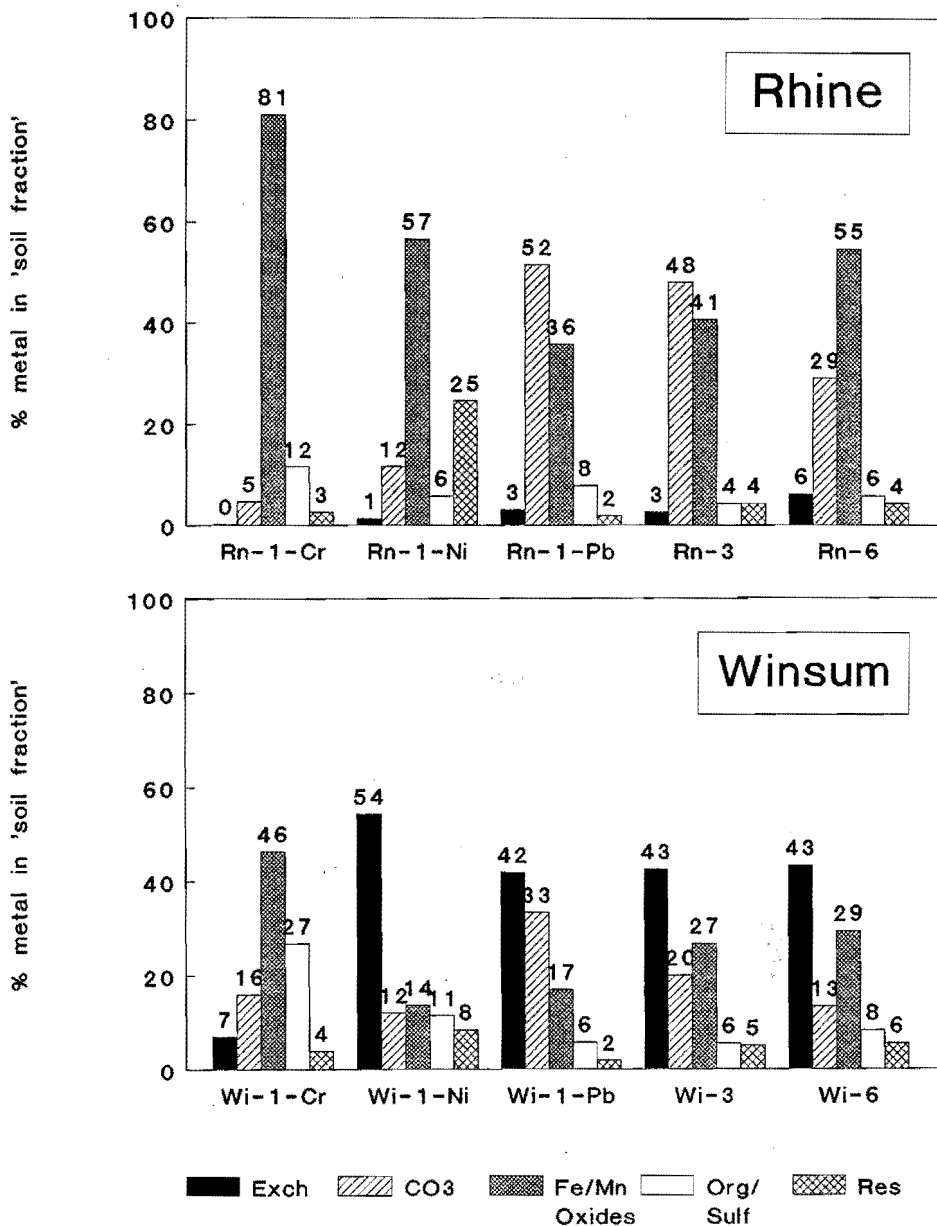 100
80
60
40
20
0
% metal in 'soil fraction'
Rhine
0 5 81 12 3
1 12 57 6 25
3 52 36 8 2
3 48 41 4 4
6 29 55 6 4
Rn-1-Cr Rn-1-Ni Rn-1-Pb Rn-3 Rn-6
100
80
60
40
20
0
% metal in 'soil fraction'
Winsum
7 16 46 27 4
54 12 14 11 8
42 33 17 6 2
43 20 27 6 5
43 13 29 8 6
Wi-1-Cr Wi-1-Ni Wi-1-Pb Wi-3 Wi-6
Exch CO3 Fe/Mn Org/ Res
Oxides Sulf